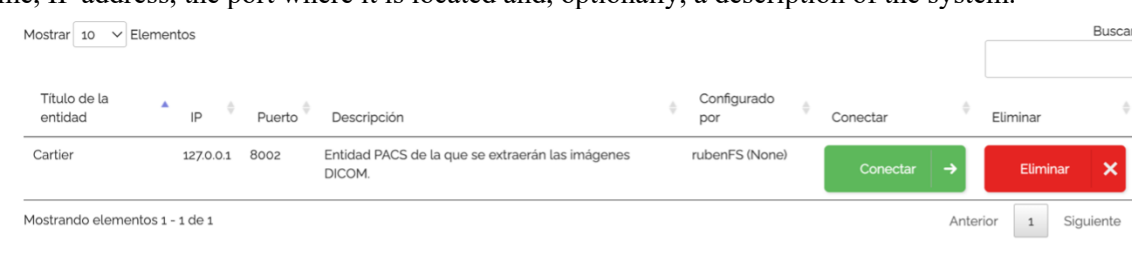 IP address, the port where it is located and, optionally, a description of the system.
Mostrar 10 Elementos
Buscar
Título de la entidad
IP
Puerto
Descripción
Configurado por
Conectar
Eliminar
Cartier
127.0.0.1
8002
Entidad PACS de la que se extraerán las imágenes
DICOM.
rubenFS (None)
Conectar
Eliminar
Mostrando elementos 1 - 1 de 1
Anterior 1 Siguiente